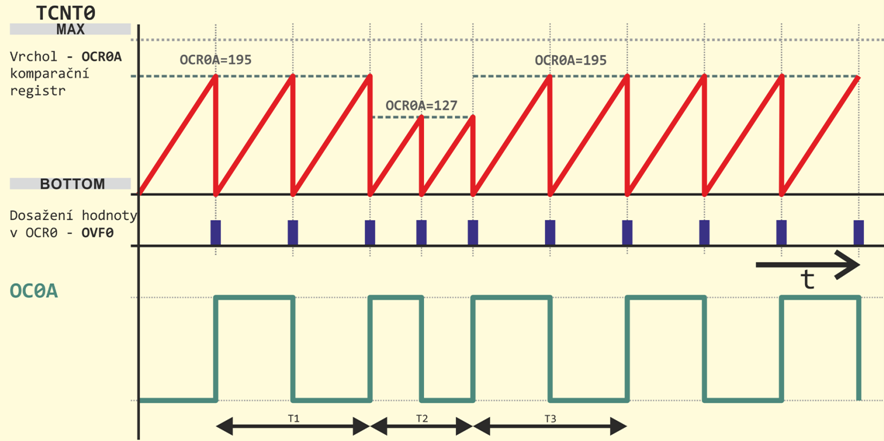 TCNT0
MAX
Vrchol - OCR0A
komparační
registr
OCR0A=195
OCR0A=195
OCR0A=127
BOTTOM
Dosažení hodnoty
v OCR0 - OVF0
t
OC0A
T1
T2
T3